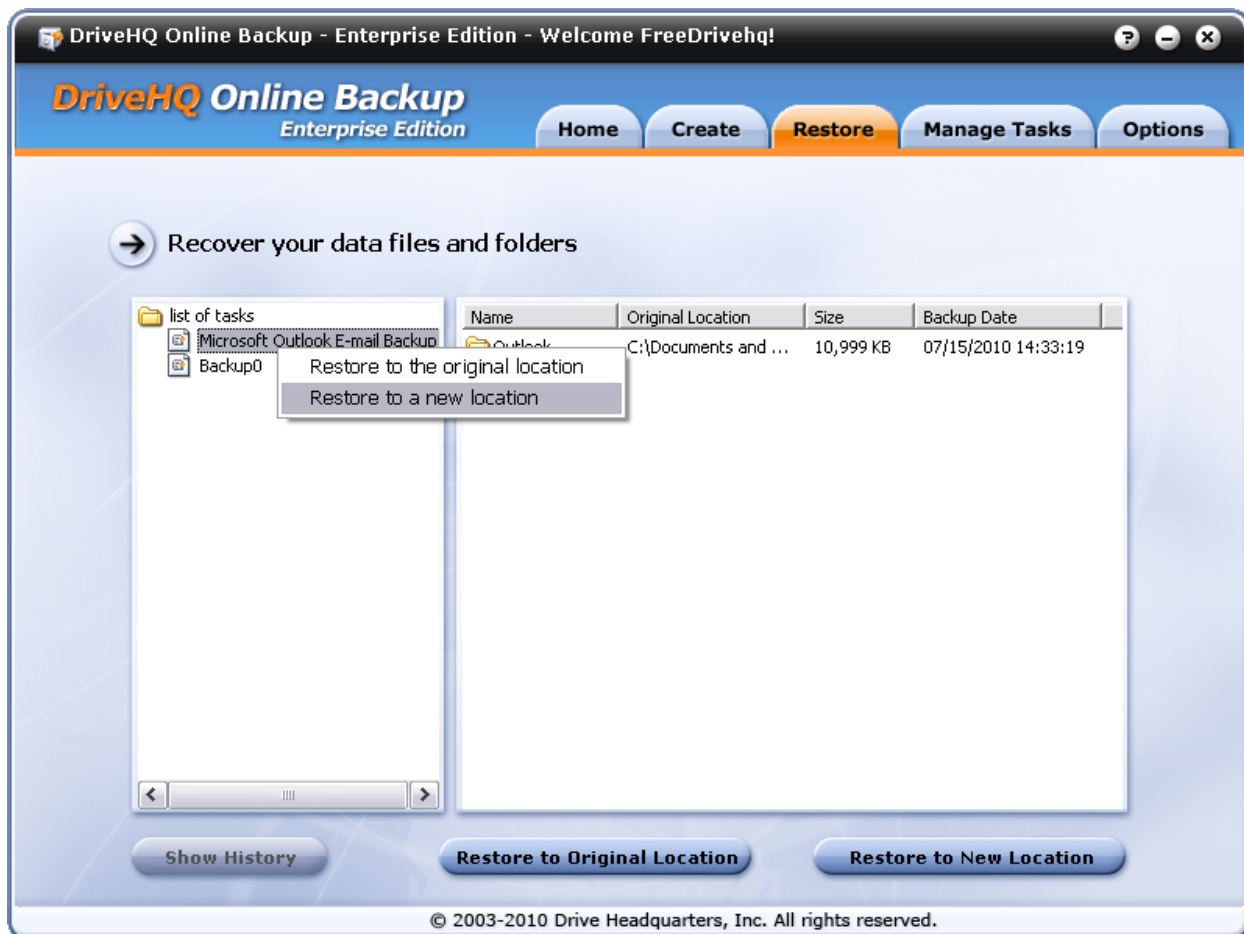 DriveHQ Online Backup - Enterprise Edition - Welcome FreeDrivehq!
DriveHQ Online Backup
Enterprise Edition
Home
Create
Restore
Manage Tasks
Options
Recover your data files and folders
list of tasks
Microsoft Outlook E-mail Backup
Backup0
Restore to the original location
Restore to a new location
Name
Original Location
Size
Backup Date
Outlook
C:\Documents and ...
10,999 KB
07/15/2010 14:33:19
Show History
Restore to Original Location
Restore to New Location
© 2003-2010 Drive Headquarters, Inc. All rights reserved.